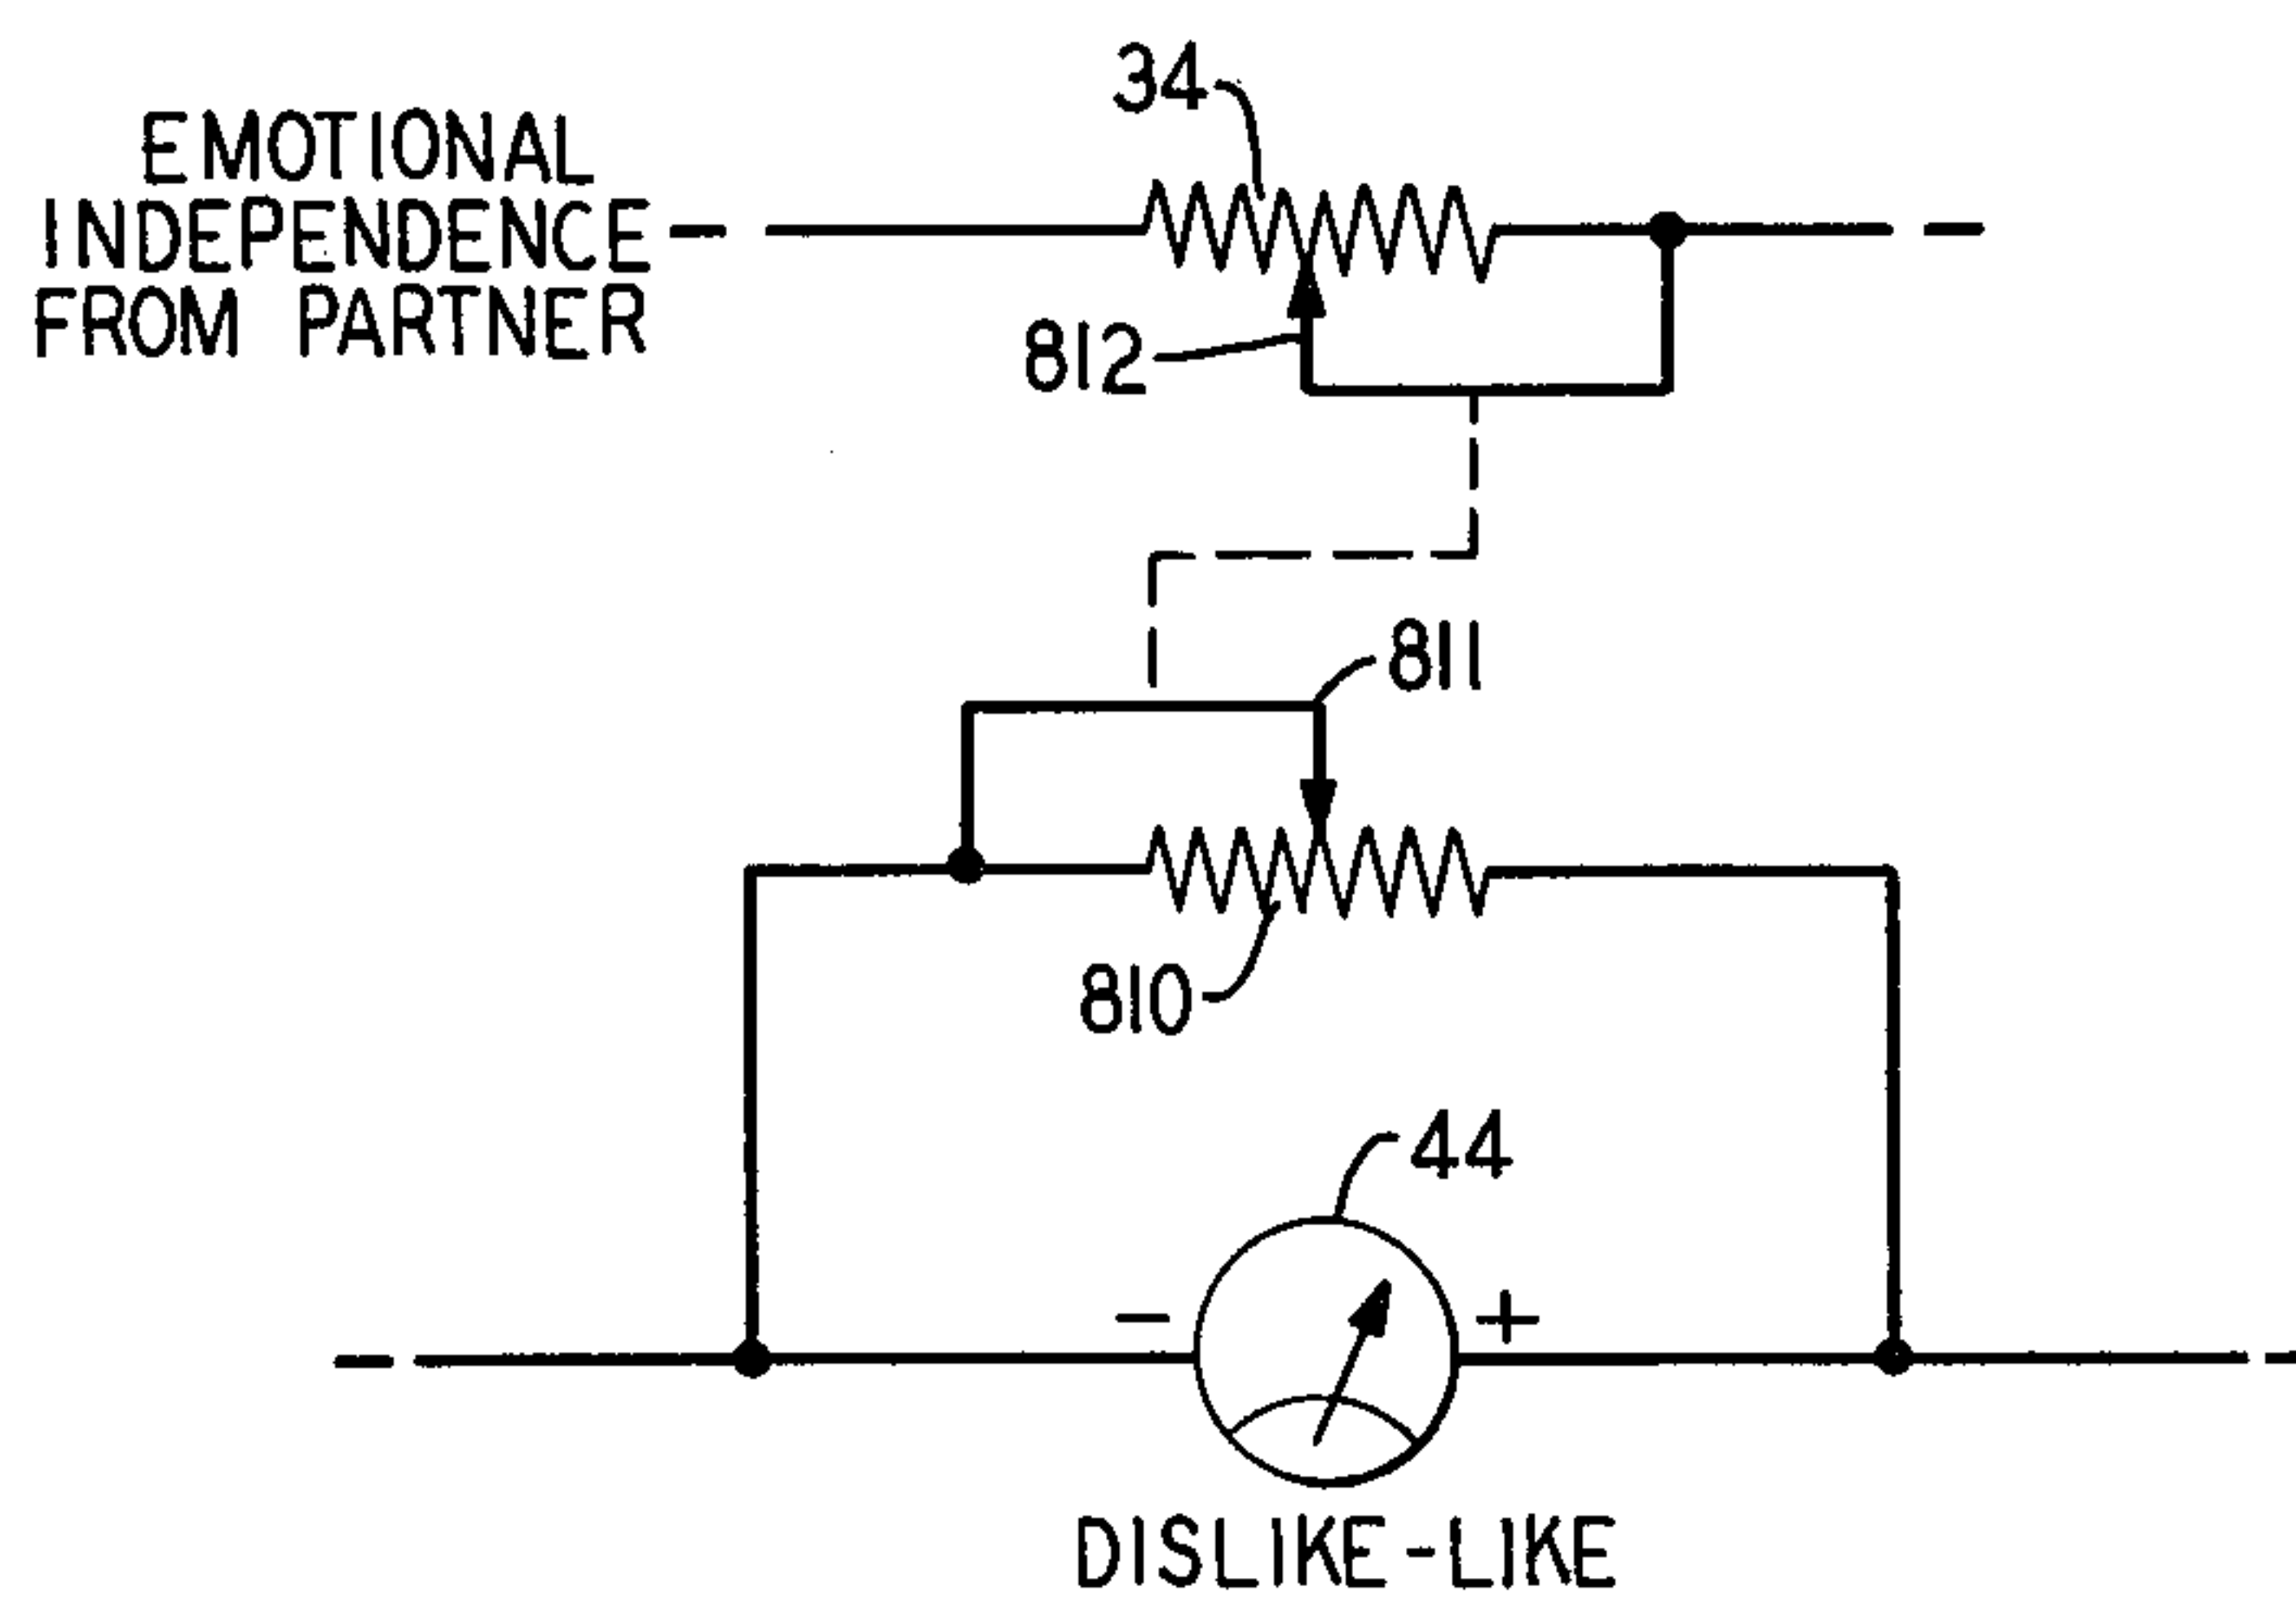 34
EMOTIONAL
INDEPENDENCE
FROM PARTNER
812
811
810
44
- +
DISLIKE-LIKE